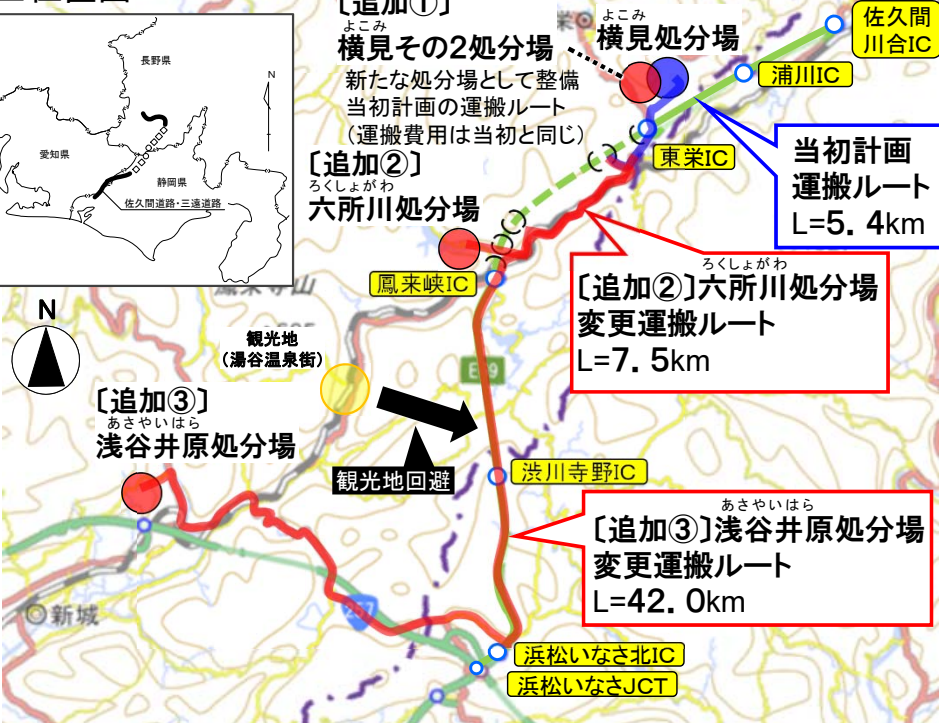 〔追加①〕
よこみ
横見その2処分場
新たな処分場として整備
当初計画の運搬ルート
(運搬費用は当初と同じ)
よこみ
横見処分場
佐久間
川合IC
浦川IC
東栄IC
当初計画
運搬ルート
L=5.4km
長野県
N
愛知県
静岡県
佐久間道路・三遠道路
〔追加②〕
ろくしょがわ
六所川処分場
鳳来峡IC
ろくしょがわ
〔追加②〕六所川処分場
変更運搬ルート
L=7.5km
N
観光地
(湯谷温泉街)
観光地回避
〔追加③〕
あさやいはら
浅谷井原処分場
渋川寺野IC
あさやいはら
〔追加③〕浅谷井原処分場
変更運搬ルート
L=42.0km
257
新城
浜松いなさ北IC
浜松いなさJCT